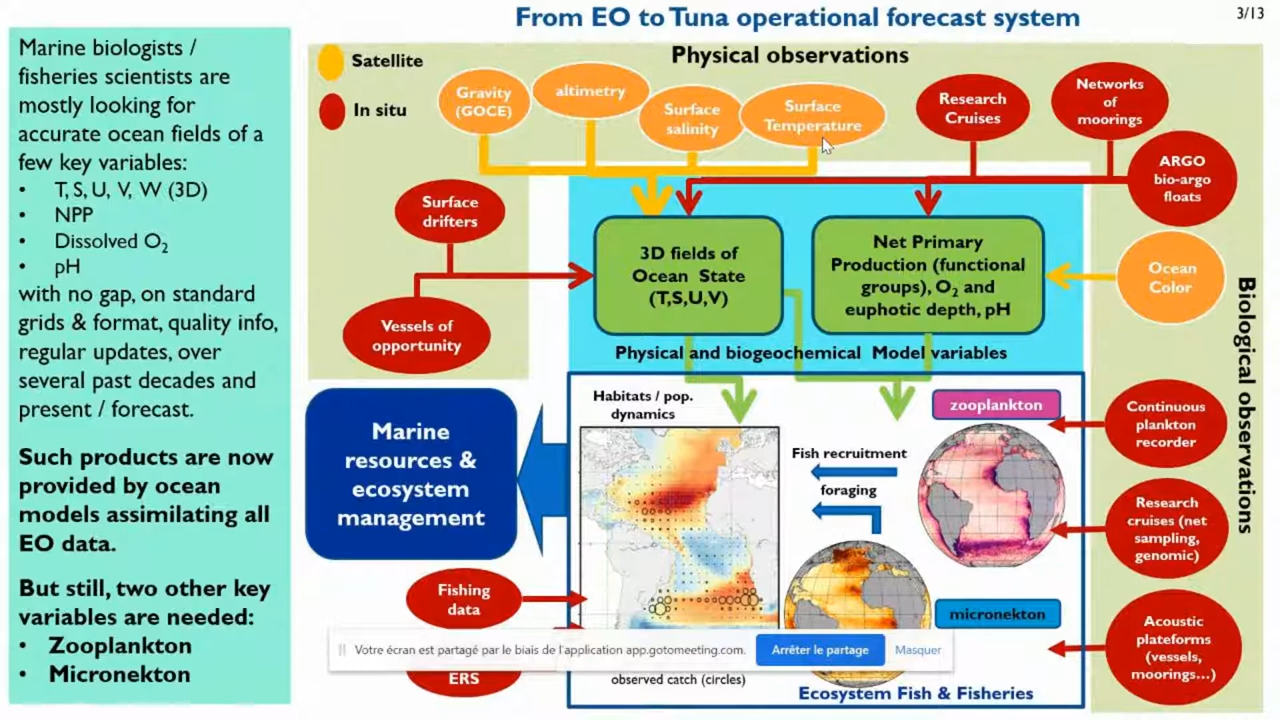 From EO to Tuna operational forecast system
3/13
Marine biologists /
fisheries scientists are
mostly looking for
accurate ocean fields of a
few key variables:
• T, S, U, V, W (3D)
• NPP
• Dissolved O₂
• pH
with no gap, on standard
grids & format, quality info,
regular updates, over
several past decades and
present / forecast.
Such products are now
provided by ocean
models assimilating all
EO data.
But still, two other key
variables are needed:
• Zooplankton
• Micronekton
Satellite
In situ
Physical observations
Gravity
(GOCE)
altimetry
Surface
salinity
Surface
Temperature
Research
Cruises
Networks
of
moorings
ARGO
bio-argo
floats
Surface
drifters
Vessels of
opportunity
3D fields of
Ocean State
(T,S,U,V)
Net Primary
Production (functional
groups), O₂ and
euphotic depth, pH
Ocean
Color
Biological observations
Physical and biogeochemical Model variables
Marine
resources &
ecosystem
management
Habitats / pop.
dynamics
Fish recruitment
foraging
zooplankton
micronekton
Continuous
plankton
recorder
Research
cruises (net
sampling,
genomic)
Acoustic
plateforms
(vessels,
moorings...)
Fishing
data
ERS
Votre écran est partagé par le biais de l'application app.gotomeeting.com.
Arrêter le partage
Masquer
observed catch (circles)
Ecosystem Fish & Fisheries